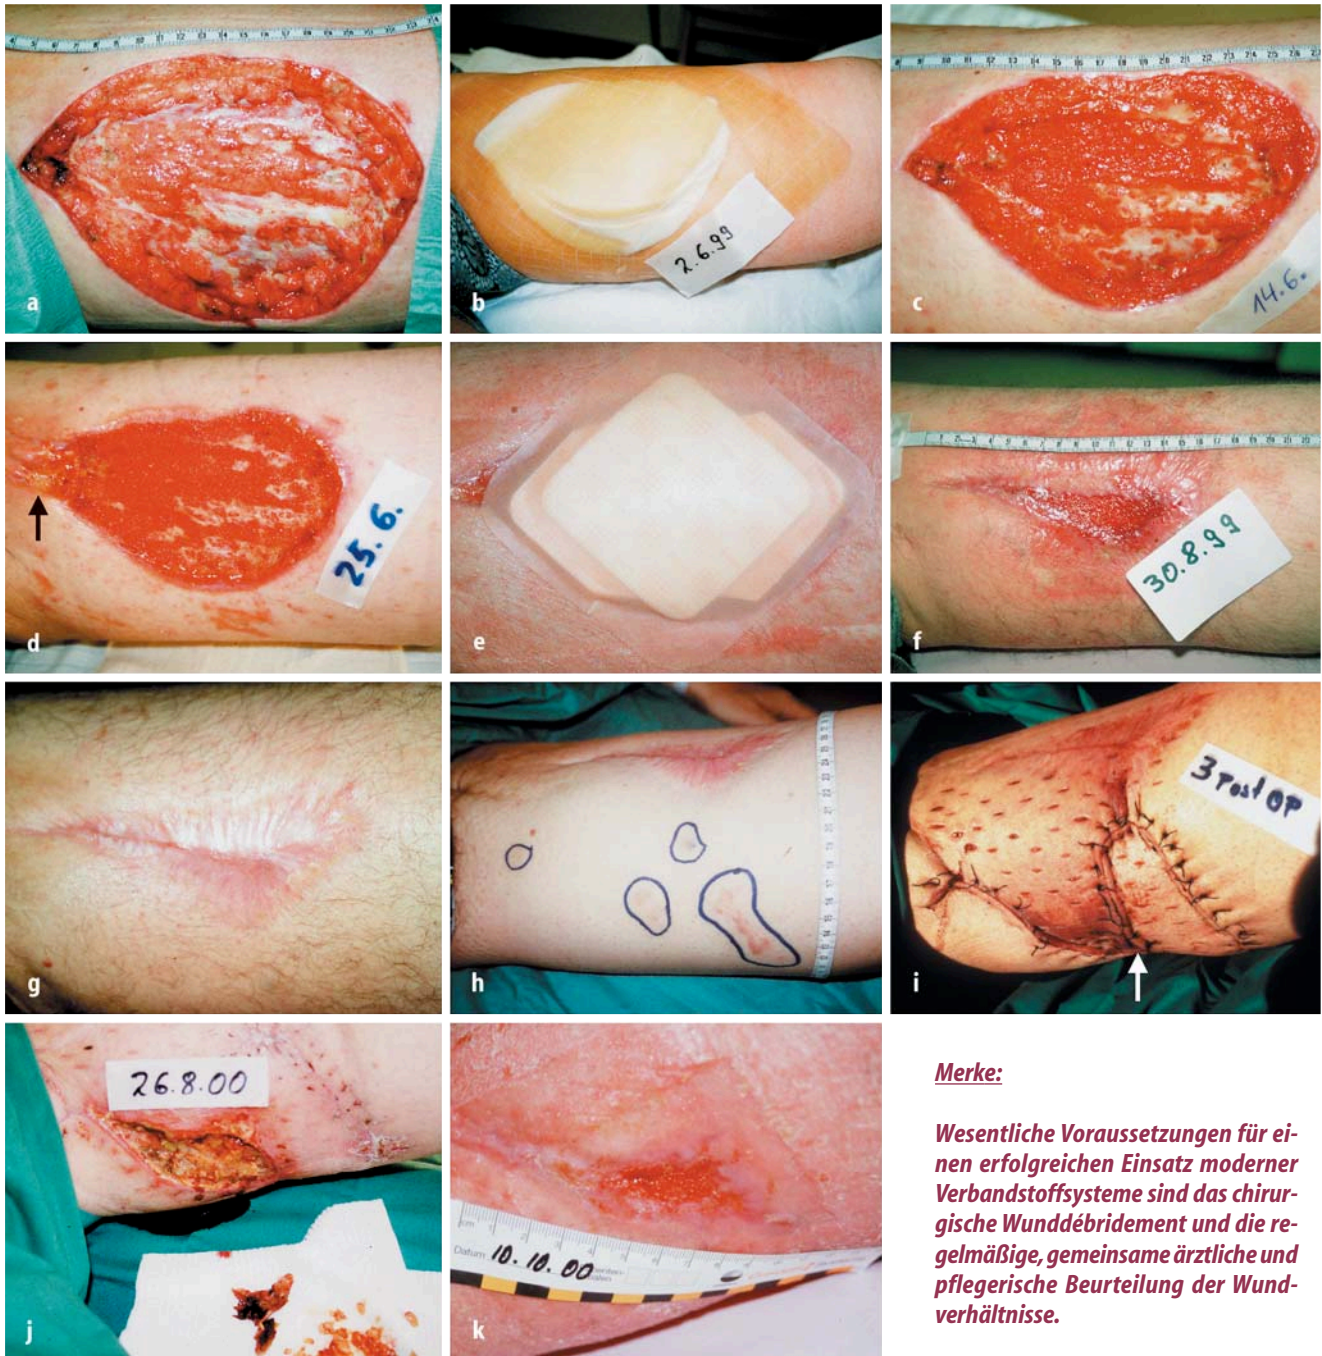 a
b
2.6.99
c
14.6.
d
25.6.
e
f
30.8.99
g
h
i
3 Post OP
j
26.8.00
k
cm
Datum 10.10.00
Merke:
Wesentliche Voraussetzungen für ei-
nen erfolgreichen Einsatz moderner
Verbandstoffsysteme sind das chirur-
gische Wunddébridement und die re-
gelmäßige, gemeinsame ärztliche und
pflegerische Beurteilung der Wund-
verhältnisse.